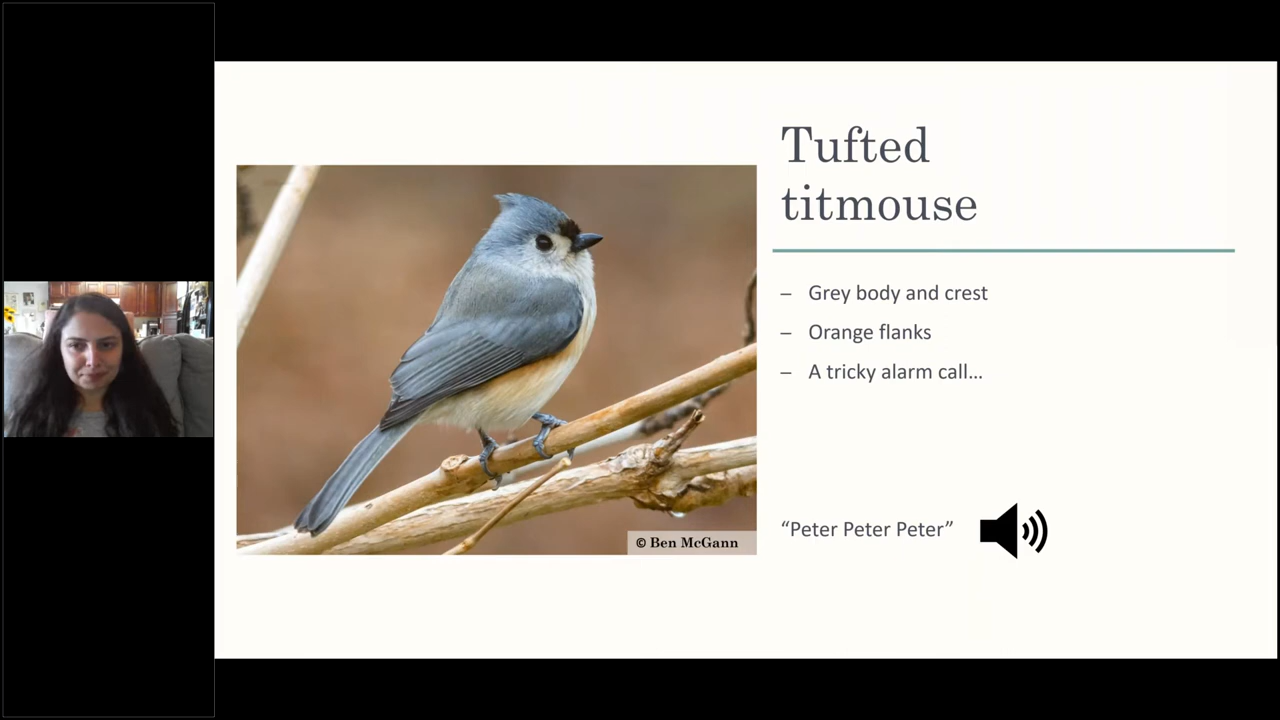 Tufted
titmouse
– Grey body and crest
– Orange flanks
– A tricky alarm call...
“Peter Peter Peter”
© Ben McGann